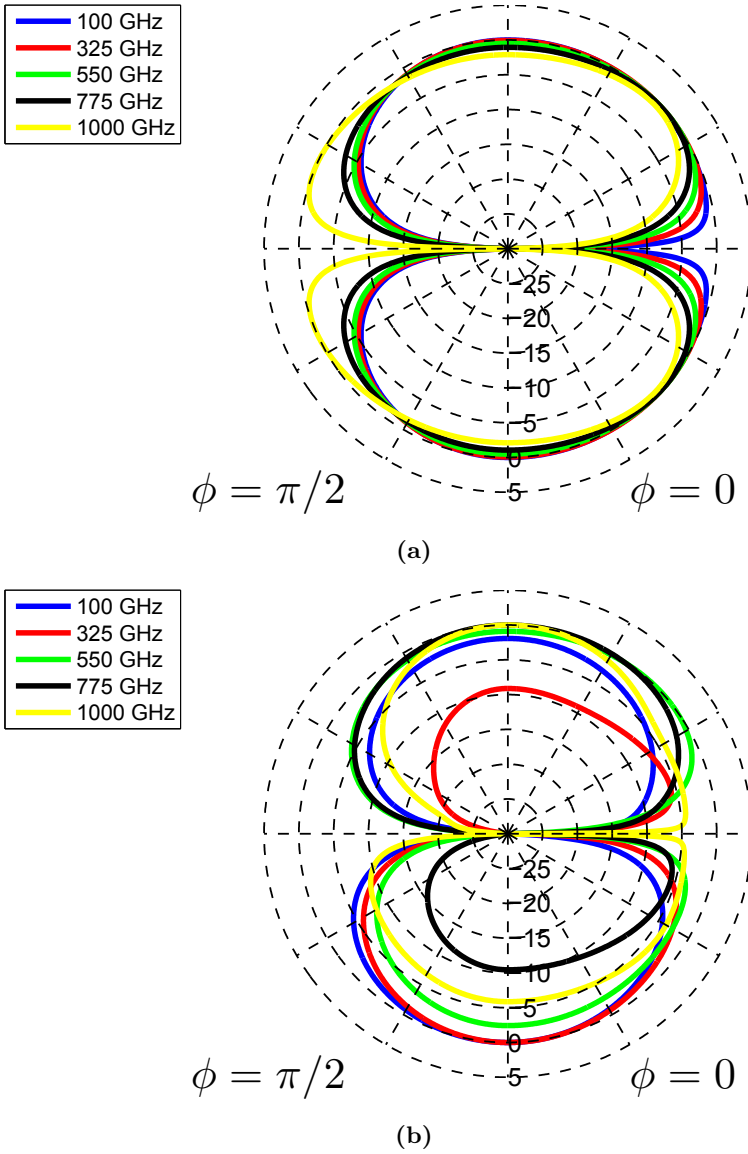 100 GHz
325 GHz
550 GHz
775 GHz
1000 GHz
-25
-20
-15
-10
-5
0
5
ϕ = π/2
ϕ = 0
(a)
100 GHz
325 GHz
550 GHz
775 GHz
1000 GHz
-25
-20
-15
-10
-5
0
5
ϕ = π/2
ϕ = 0
(b)